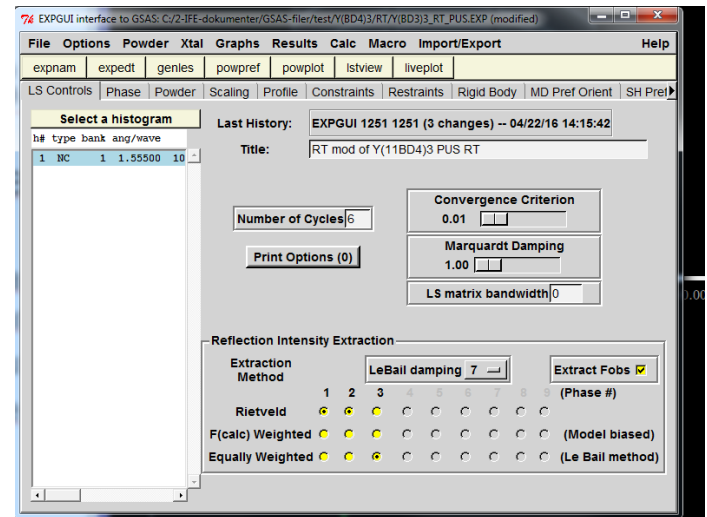 EXPGUI interface to GSAS: C:/2-IFE-dokumenter/GSAS-filer/test/Y(BD4)3/RT/Y(BD3)3_RT_PUS.EXP (modified)
File Options Powder Xtal Graphs Results Calc Macro Import/Export Help
expnam expedt genles powpref powplot lstview liveplot
LS Controls Phase Powder Scaling Profile Constraints Restraints Rigid Body MD Pref Orient SH Pref
Select a histogram
h# type bank ang/wave
1 NC 1 1.55500 10
Last History: EXPGUI 1251 1251 (3 changes) -- 04/22/16 14:15:42
Title: RT mod of Y(11BD4)3 PUS RT
Number of Cycles 6
Print Options (0)
Convergence Criterion
0.01
Marquardt Damping
1.00
LS matrix bandwidth 0
0.00
Reflection Intensity Extraction
Extraction Method
LeBail damping 7
Extract Fobs
1 2 3 4 5 6 7 8 9 (Phase #)
Rietveld
F(calc) Weighted (Model biased)
Equally Weighted (Le Bail method)